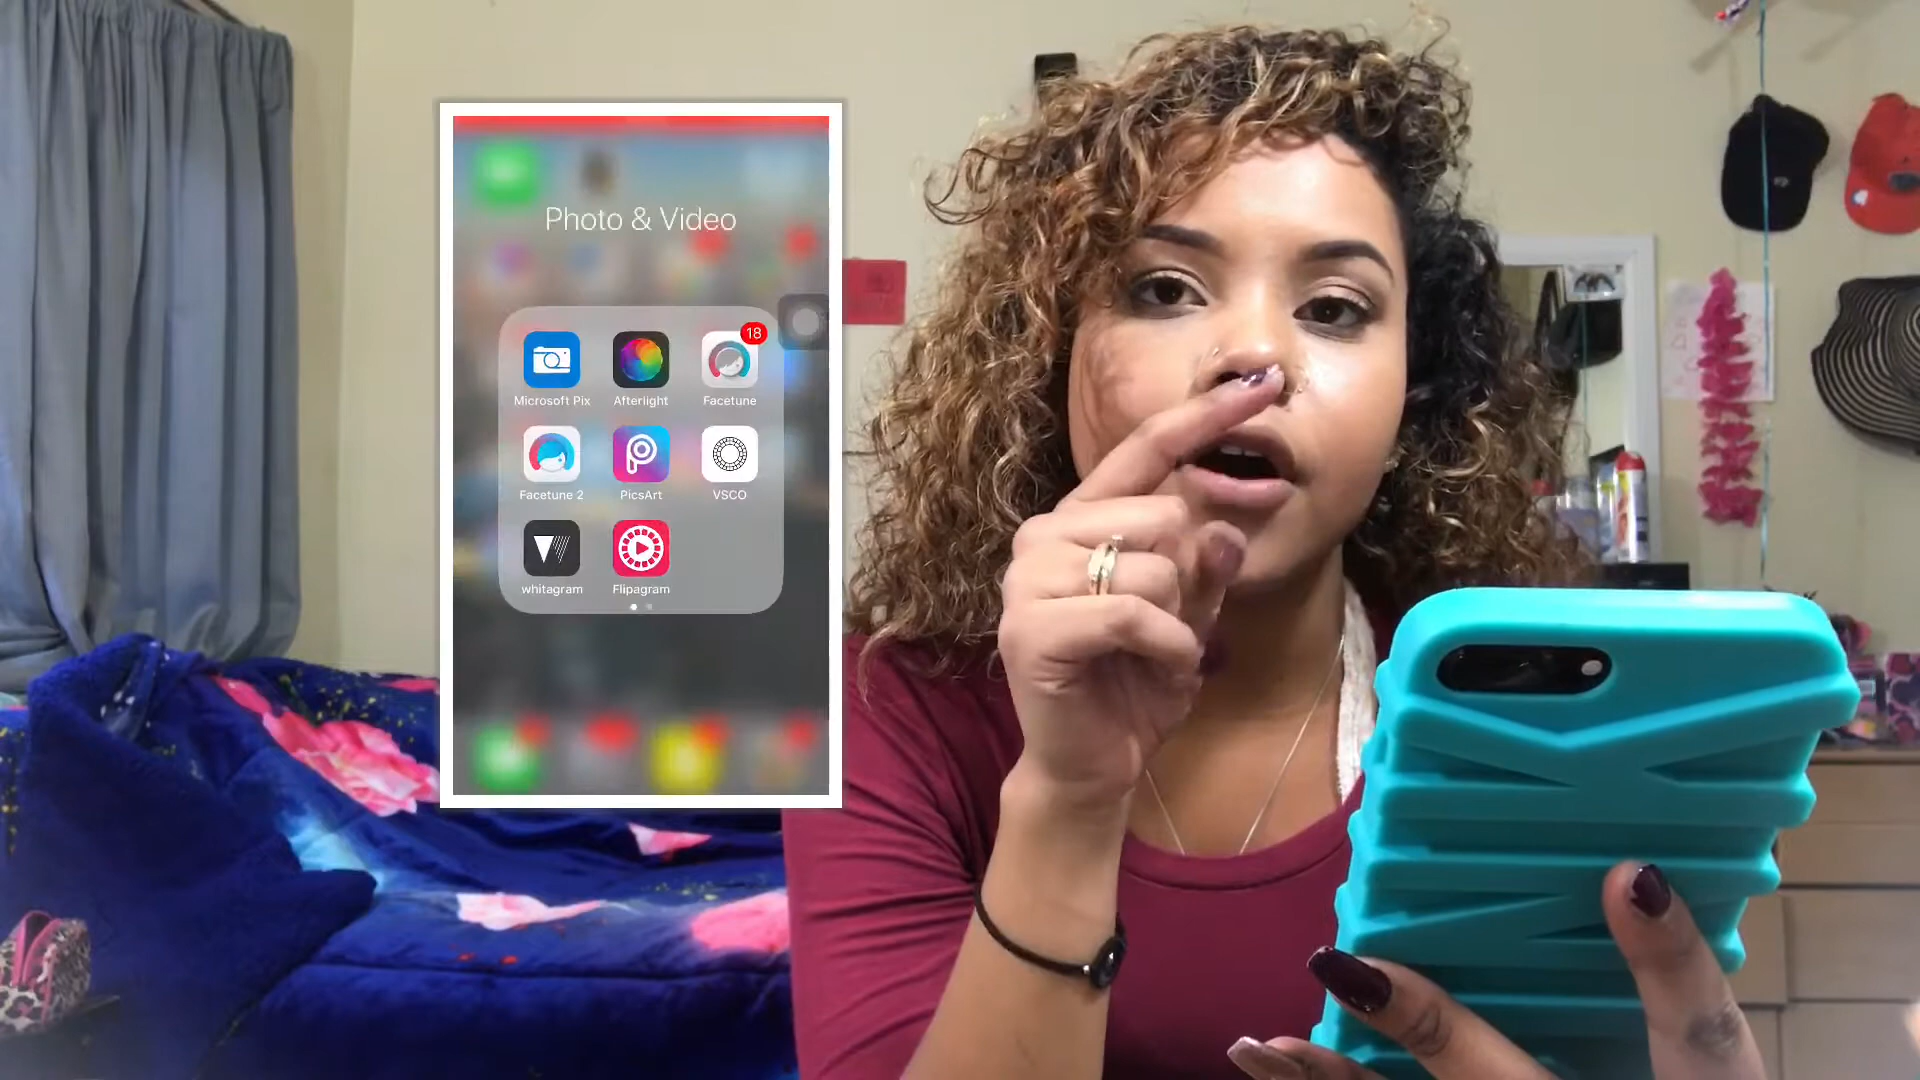 Photo & Video
18
Microsoft Pix
Afterlight
Facetune
Facetune 2
PicsArt
VSCO
whitagram
Flipagram